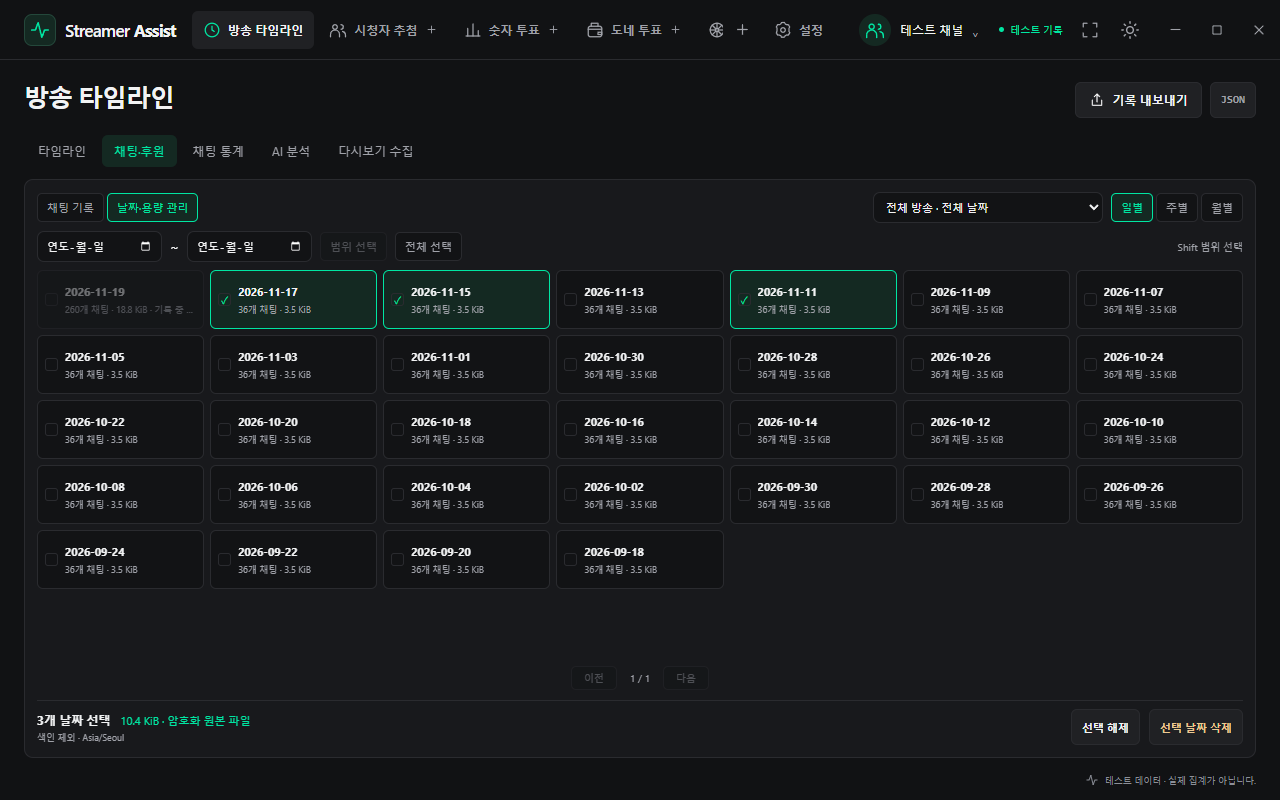 Streamer Assist
방송 타임라인
시청자 추첨 +
숫자 투표 +
도네 투표 +
+
설정
테스트 채널
테스트 기록
방송 타임라인
기록 내보내기
JSON
타임라인
채팅·후원
채팅 통계
AI 분석
다시보기 수집
채팅 기록
날짜·용량 관리
전체 방송 · 전체 날짜
일별
주별
월별
연도-월-일
~
연도-월-일
범위 선택
전체 선택
Shift 범위 선택
2026-11-19
260개 채팅 · 18.8 KiB · 기록 중 ...
2026-11-17
36개 채팅 · 3.5 KiB
2026-11-15
36개 채팅 · 3.5 KiB
2026-11-13
36개 채팅 · 3.5 KiB
2026-11-11
36개 채팅 · 3.5 KiB
2026-11-09
36개 채팅 · 3.5 KiB
2026-11-07
36개 채팅 · 3.5 KiB
2026-11-05
36개 채팅 · 3.5 KiB
2026-11-03
36개 채팅 · 3.5 KiB
2026-11-01
36개 채팅 · 3.5 KiB
2026-10-30
36개 채팅 · 3.5 KiB
2026-10-28
36개 채팅 · 3.5 KiB
2026-10-26
36개 채팅 · 3.5 KiB
2026-10-24
36개 채팅 · 3.5 KiB
2026-10-22
36개 채팅 · 3.5 KiB
2026-10-20
36개 채팅 · 3.5 KiB
2026-10-18
36개 채팅 · 3.5 KiB
2026-10-16
36개 채팅 · 3.5 KiB
2026-10-14
36개 채팅 · 3.5 KiB
2026-10-12
36개 채팅 · 3.5 KiB
2026-10-10
36개 채팅 · 3.5 KiB
2026-10-08
36개 채팅 · 3.5 KiB
2026-10-06
36개 채팅 · 3.5 KiB
2026-10-04
36개 채팅 · 3.5 KiB
2026-10-02
36개 채팅 · 3.5 KiB
2026-09-30
36개 채팅 · 3.5 KiB
2026-09-28
36개 채팅 · 3.5 KiB
2026-09-26
36개 채팅 · 3.5 KiB
2026-09-24
36개 채팅 · 3.5 KiB
2026-09-22
36개 채팅 · 3.5 KiB
2026-09-20
36개 채팅 · 3.5 KiB
2026-09-18
36개 채팅 · 3.5 KiB
이전
1 / 1
다음
3개 날짜 선택
10.4 KiB · 암호화 원본 파일
색인 제외 · Asia/Seoul
선택 해제
선택 날짜 삭제
테스트 데이터 · 실제 집계가 아닙니다.